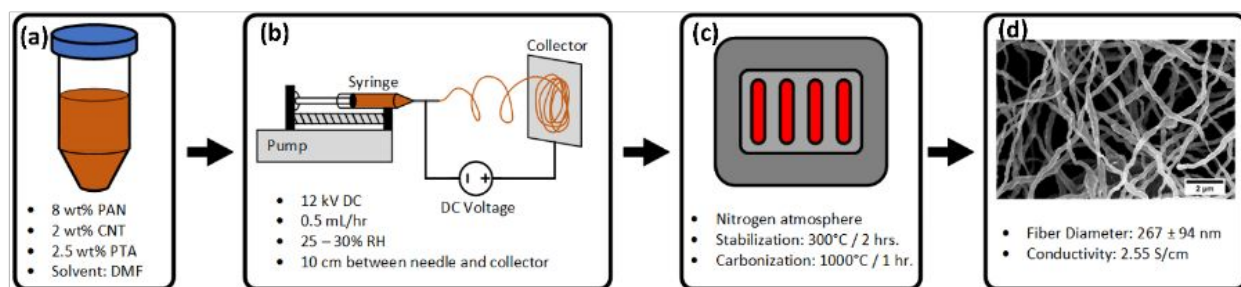 (a)
• 8 wt% PAN
• 2 wt% CNT
• 2.5 wt% PTA
• Solvent: DMF
(b)
Collector
Syringe
Pump
DC Voltage
• 12 kV DC
• 0.5 mL/hr
• 25 – 30% RH
• 10 cm between needle and collector
(c)
• Nitrogen atmosphere
• Stabilization: 300°C / 2 hrs.
• Carbonization: 1000°C / 1 hr.
(d)
2 µm
• Fiber Diameter: 267 ± 94 nm
• Conductivity: 2.55 S/cm